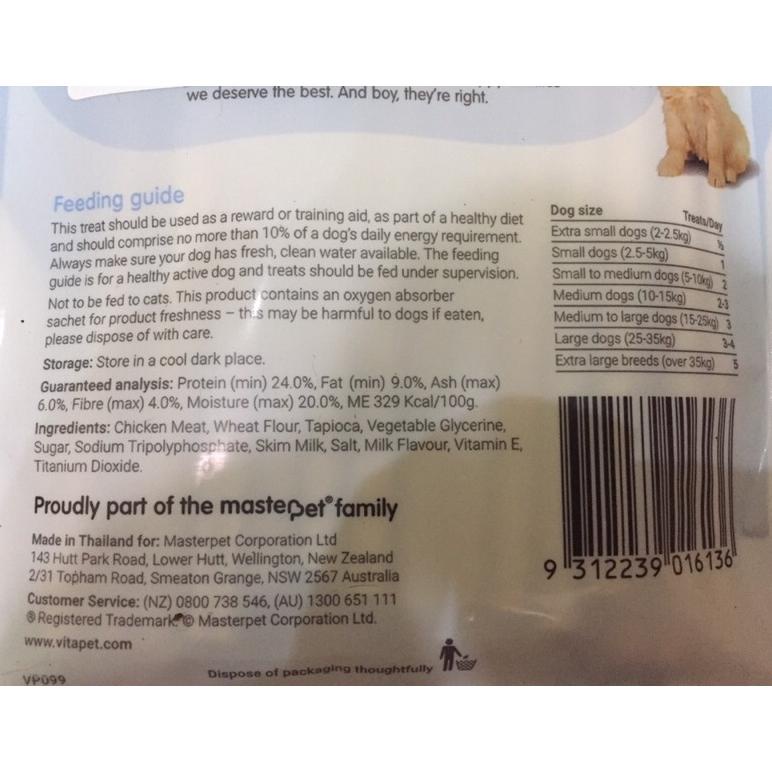 we deserve the best. And boy, they're right.
Feeding guide
This treat should be used as a reward or training aid, as part of a healthy diet
and should comprise no more than 10% of a dog's daily energy requirement.
Always make sure your dog has fresh, clean water available. The feeding
guide is for a healthy active dog and treats should be fed under supervision.
Not to be fed to cats. This product contains an oxygen absorber
sachet for product freshness – this may be harmful to dogs if eaten,
please dispose of with care.
Storage: Store in a cool dark place.
Guaranteed analysis: Protein (min) 24.0%, Fat (min) 9.0%, Ash (max)
6.0%, Fibre (max) 4.0%, Moisture (max) 20.0%, ME 329 Kcal/100g.
Ingredients: Chicken Meat, Wheat Flour, Tapioca, Vegetable Glycerine,
Sugar, Sodium Tripolyphosphate, Skim Milk, Salt, Milk Flavour, Vitamin E,
Titanium Dioxide.
Proudly part of the masterpet® family
Made in Thailand for: Masterpet Corporation Ltd
143 Hutt Park Road, Lower Hutt, Wellington, New Zealand
2/31 Topham Road, Smeaton Grange, NSW 2567 Australia
Customer Service: (NZ) 0800 738 546, (AU) 1300 651 111
® Registered Trademark © Masterpet Corporation Ltd.
www.vitapet.com
VP099
Dispose of packaging thoughtfully
Dog size Treats/Day
Extra small dogs (2-2.5kg) ½
Small dogs (2.5-5kg) 1
Small to medium dogs (5-10kg) 2
Medium dogs (10-15kg) 2-3
Medium to large dogs (15-25kg) 3
Large dogs (25-35kg) 3-4
Extra large breeds (over 35kg) 5
9 312239 016136